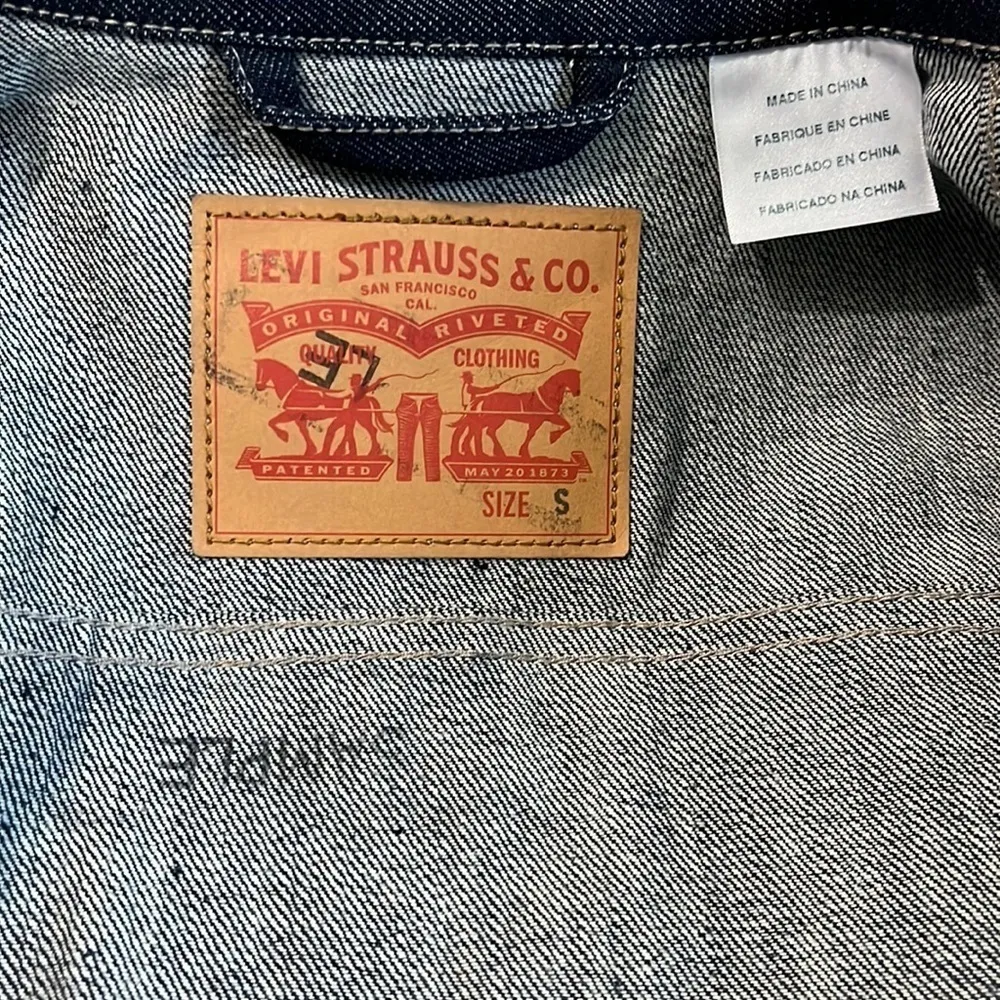 MADE IN CHINA
FABRIQUE EN CHINE
FABRICADO EN CHINA
FABRICADO NA CHINA
LEVI STRAUSS & CO.
SAN FRANCISCO
CAL.
ORIGINAL RIVETED
QUALITY CLOTHING
PATENTED MAY 20 1873
SIZE S
SAMPLE